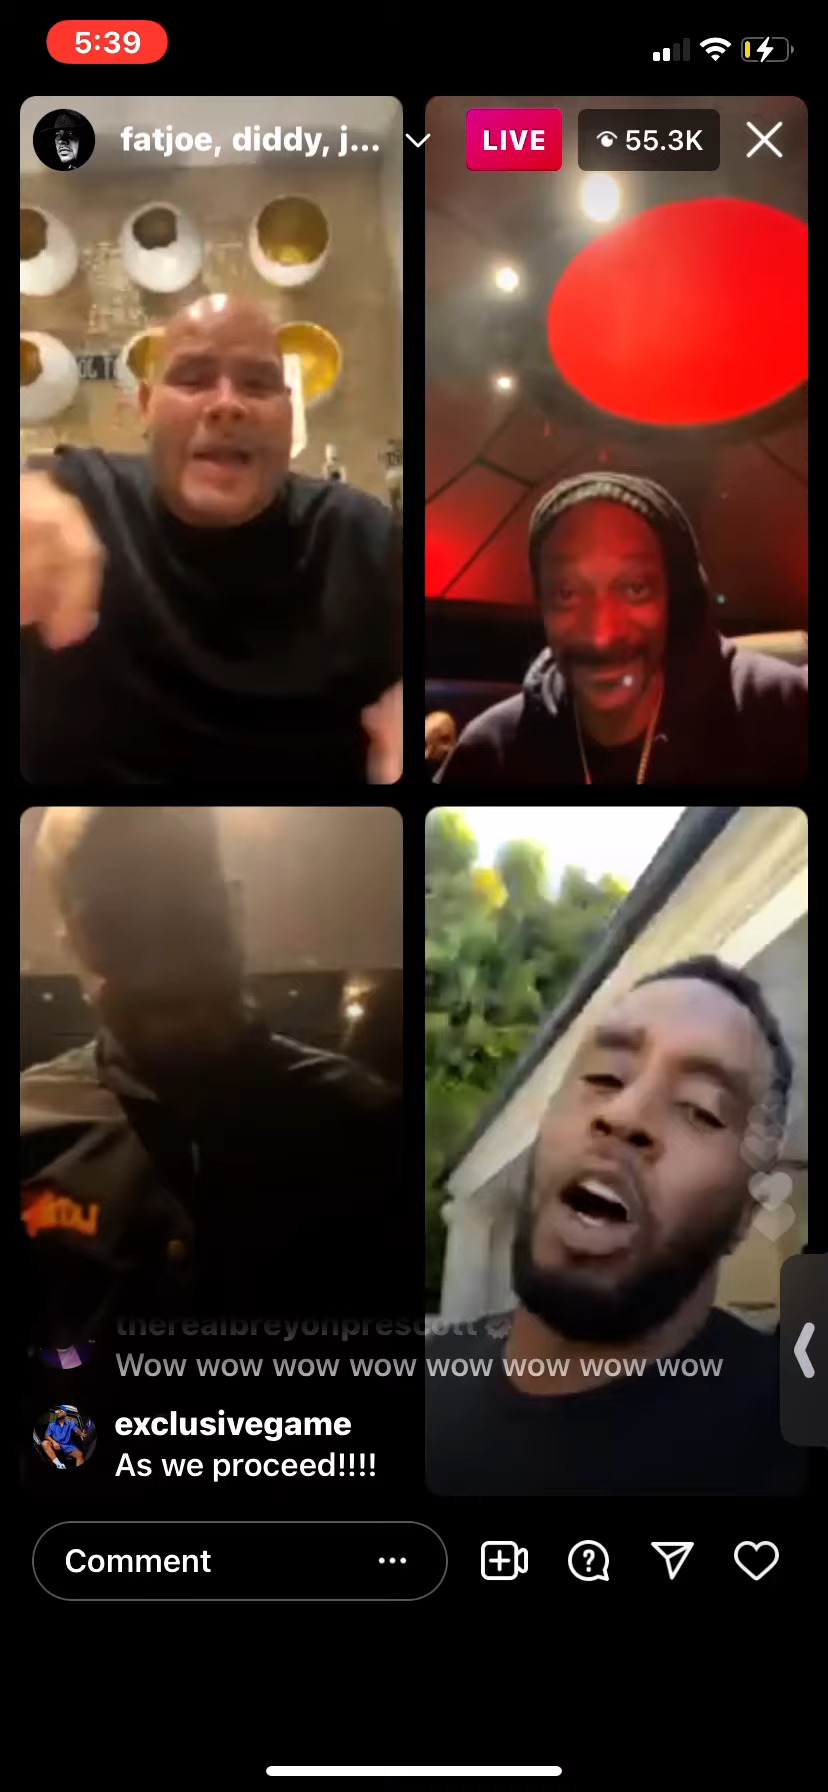 5:39
fatjoe, diddy, j...
LIVE
55.3K
therealbreyonprescott
Wow wow wow wow wow wow wow wow
exclusivegame
As we proceed!!!!
Comment